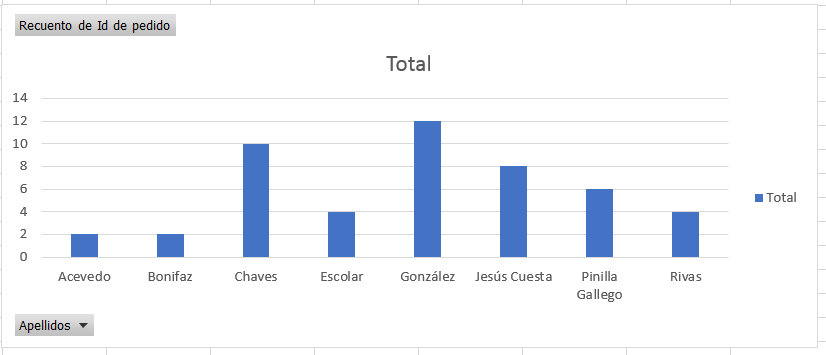 Recuento de Id de pedido
Total
14
12
10
8
6
4
2
0
Acevedo Bonifaz Chaves Escolar González Jesús Cuesta Pinilla Gallego Rivas
Total
Apellidos